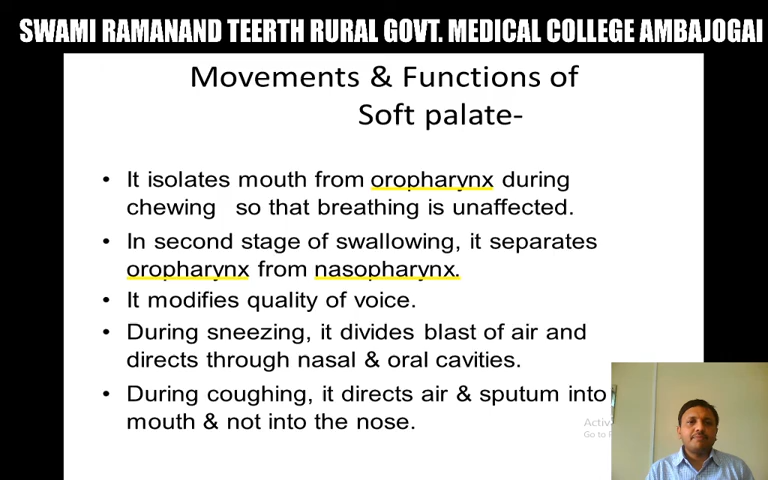 SWAMI RAMANAND TEERTH RURAL GOVT. MEDICAL COLLEGE AMBAJOGAI
Movements & Functions of
Soft palate-
• It isolates mouth from oropharynx during
chewing so that breathing is unaffected.
• In second stage of swallowing, it separates
oropharynx from nasopharynx.
• It modifies quality of voice.
• During sneezing, it divides blast of air and
directs through nasal & oral cavities.
• During coughing, it directs air & sputum into
mouth & not into the nose.
Go to